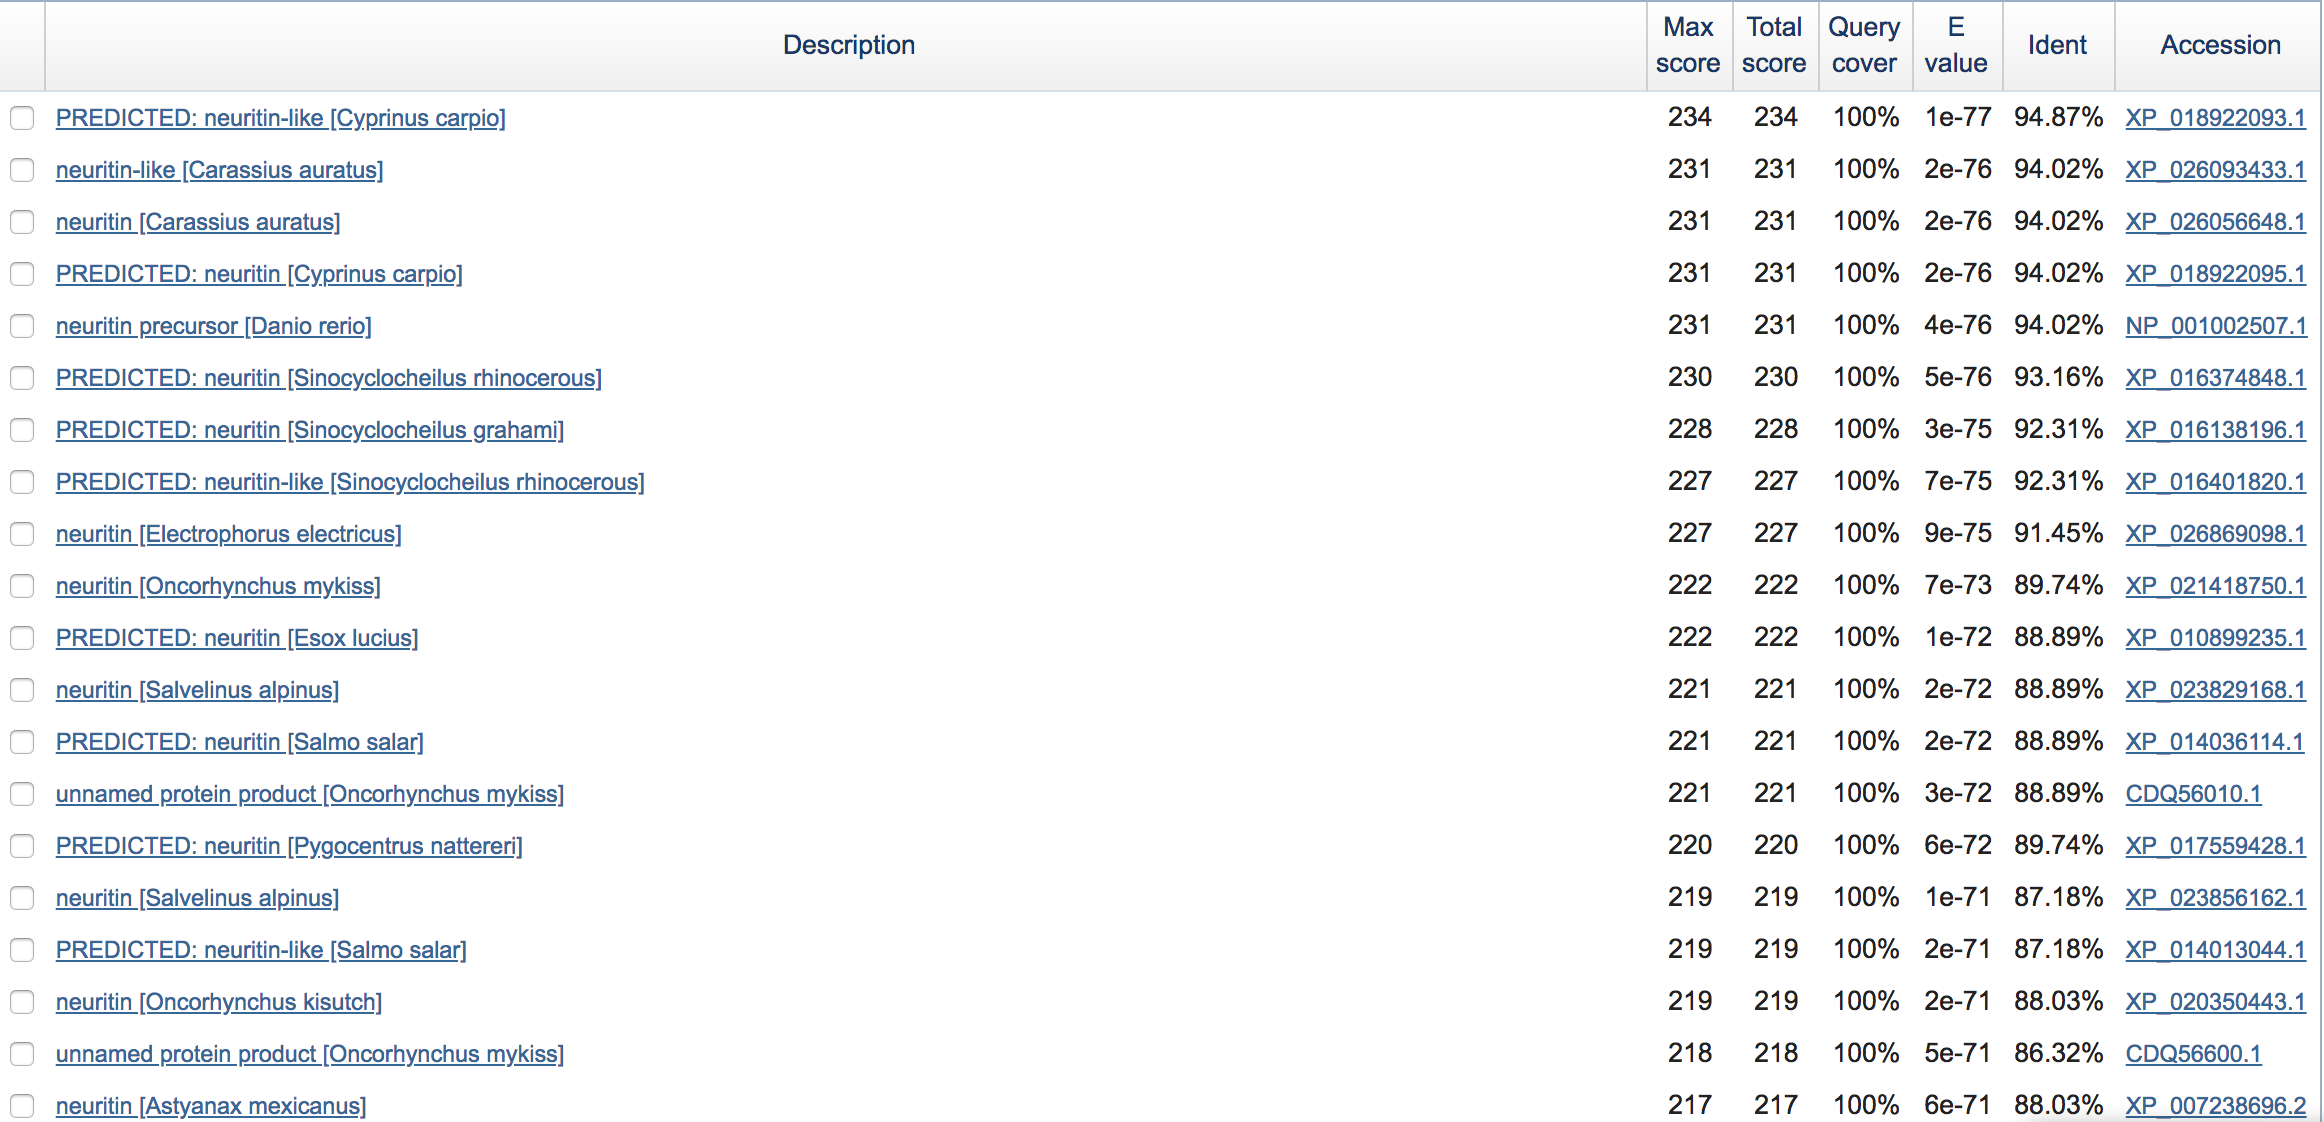 Description Max score Total score Query cover E value Ident Accession
PREDICTED: neuritin-like [Cyprinus carpio] 234 234 100% 1e-77 94.87% XP_018922093.1
neuritin-like [Carassius auratus] 231 231 100% 2e-76 94.02% XP_026093433.1
neuritin [Carassius auratus] 231 231 100% 2e-76 94.02% XP_026056648.1
PREDICTED: neuritin [Cyprinus carpio] 231 231 100% 2e-76 94.02% XP_018922095.1
neuritin precursor [Danio rerio] 231 231 100% 4e-76 94.02% NP_001002507.1
PREDICTED: neuritin [Sinocyclocheilus rhinocerous] 230 230 100% 5e-76 93.16% XP_016374848.1
PREDICTED: neuritin [Sinocyclocheilus grahami] 228 228 100% 3e-75 92.31% XP_016138196.1
PREDICTED: neuritin-like [Sinocyclocheilus rhinocerous] 227 227 100% 7e-75 92.31% XP_016401820.1
neuritin [Electrophorus electricus] 227 227 100% 9e-75 91.45% XP_026869098.1
neuritin [Oncorhynchus mykiss] 222 222 100% 7e-73 89.74% XP_021418750.1
PREDICTED: neuritin [Esox lucius] 222 222 100% 1e-72 88.89% XP_010899235.1
neuritin [Salvelinus alpinus] 221 221 100% 2e-72 88.89% XP_023829168.1
PREDICTED: neuritin [Salmo salar] 221 221 100% 2e-72 88.89% XP_014036114.1
unnamed protein product [Oncorhynchus mykiss] 221 221 100% 3e-72 88.89% CDQ56010.1
PREDICTED: neuritin [Pygocentrus nattereri] 220 220 100% 6e-72 89.74% XP_017559428.1
neuritin [Salvelinus alpinus] 219 219 100% 1e-71 87.18% XP_023856162.1
PREDICTED: neuritin-like [Salmo salar] 219 219 100% 2e-71 87.18% XP_014013044.1
neuritin [Oncorhynchus kisutch] 219 219 100% 2e-71 88.03% XP_020350443.1
unnamed protein product [Oncorhynchus mykiss] 218 218 100% 5e-71 86.32% CDQ56600.1
neuritin [Astyanax mexicanus] 217 217 100% 6e-71 88.03% XP_007238696.2